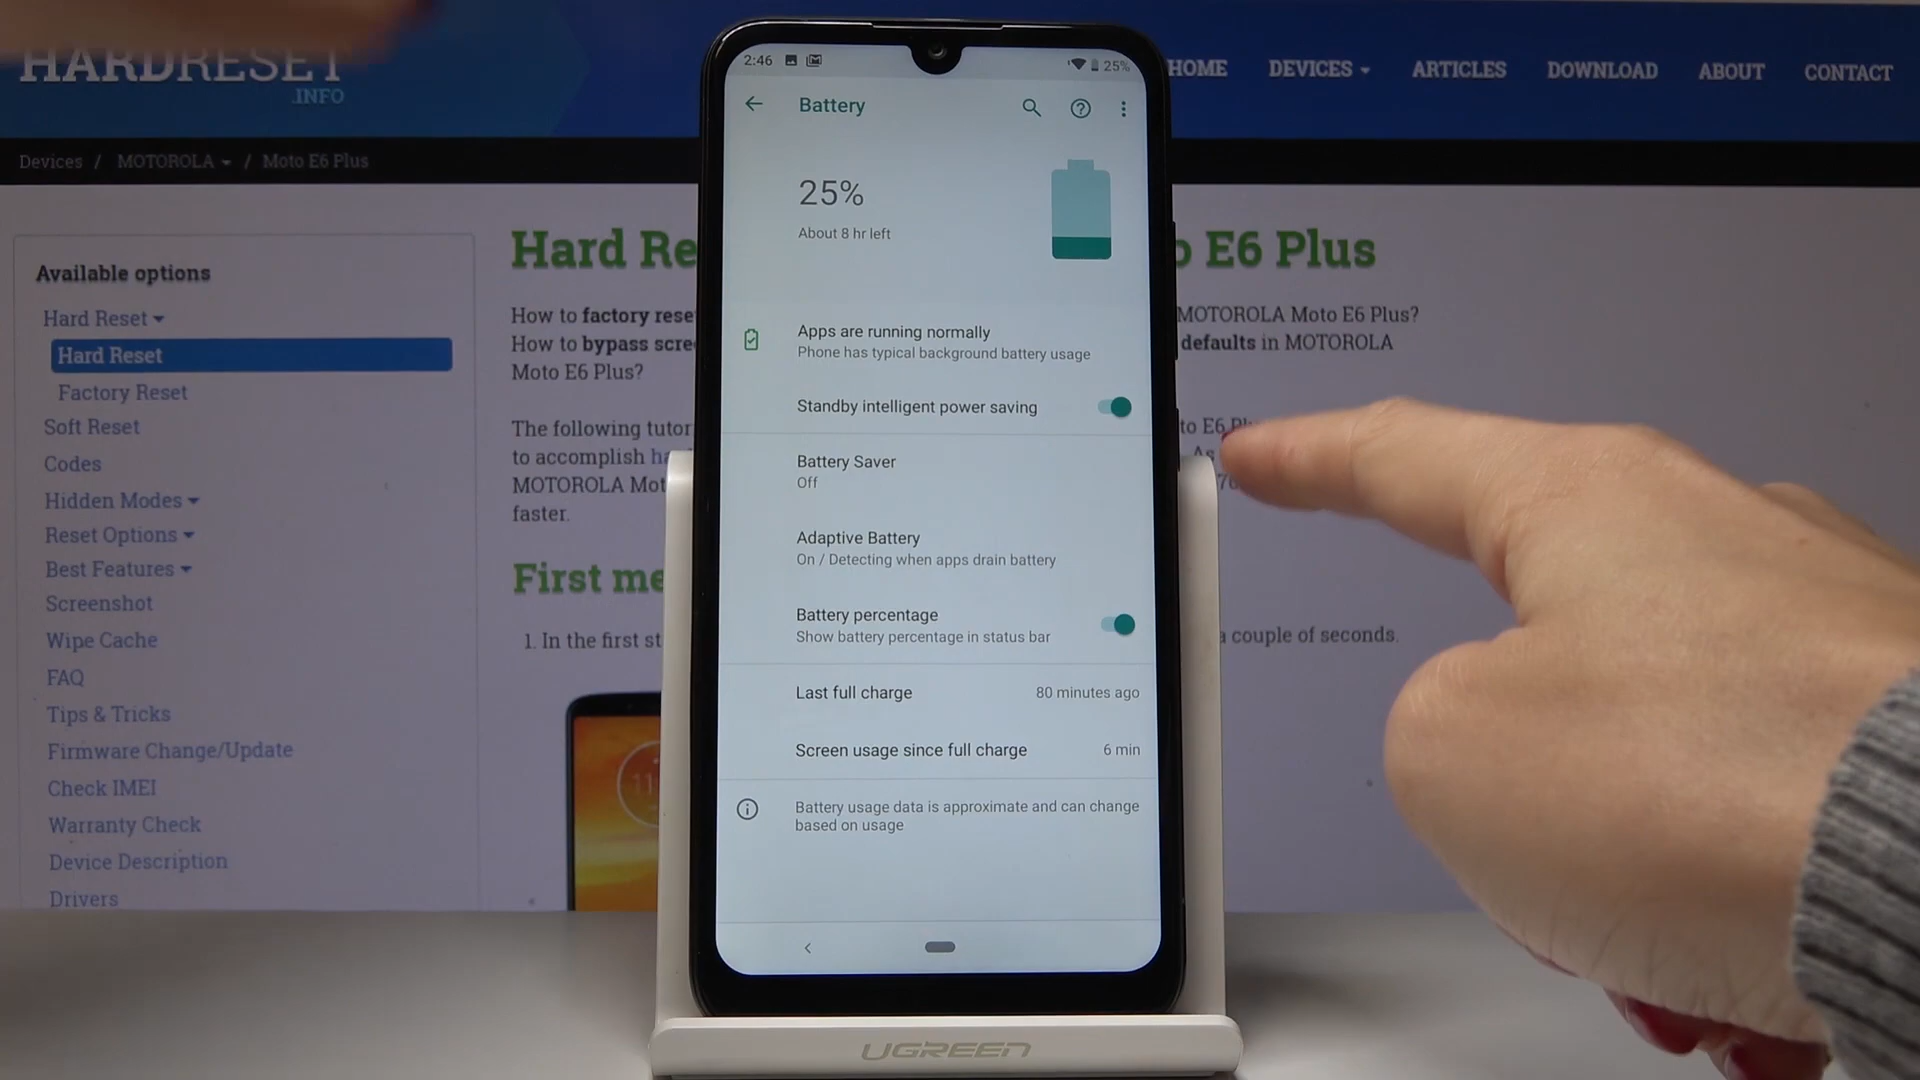 HARDRESET
.INFO
HOME
DEVICES
ARTICLES
DOWNLOAD
ABOUT
CONTACT
Devices / MOTOROLA / Moto E6 Plus
Available options
Hard Reset
Hard Reset
Factory Reset
Soft Reset
Codes
Hidden Modes
Reset Options
Best Features
Screenshot
Wipe Cache
FAQ
Tips & Tricks
Firmware Change/Update
Check IMEI
Warranty Check
Device Description
Drivers
Hard Re
E6 Plus
How to factory rese
MOTOROLA Moto E6 Plus?
How to bypass scre
defaults in MOTOROLA
Moto E6 Plus?
The following tutor
to E6
to accomplish
As
MOTOROLA Mot
faster.
First me
1. In the first st
a couple of seconds.
2:46
25%
Battery
25%
About 8 hr left
Apps are running normally
Phone has typical background battery usage
Standby intelligent power saving
Battery Saver
Off
Adaptive Battery
On / Detecting when apps drain battery
Battery percentage
Show battery percentage in status bar
Last full charge
80 minutes ago
Screen usage since full charge
6 min
Battery usage data is approximate and can change
based on usage
UGREEN